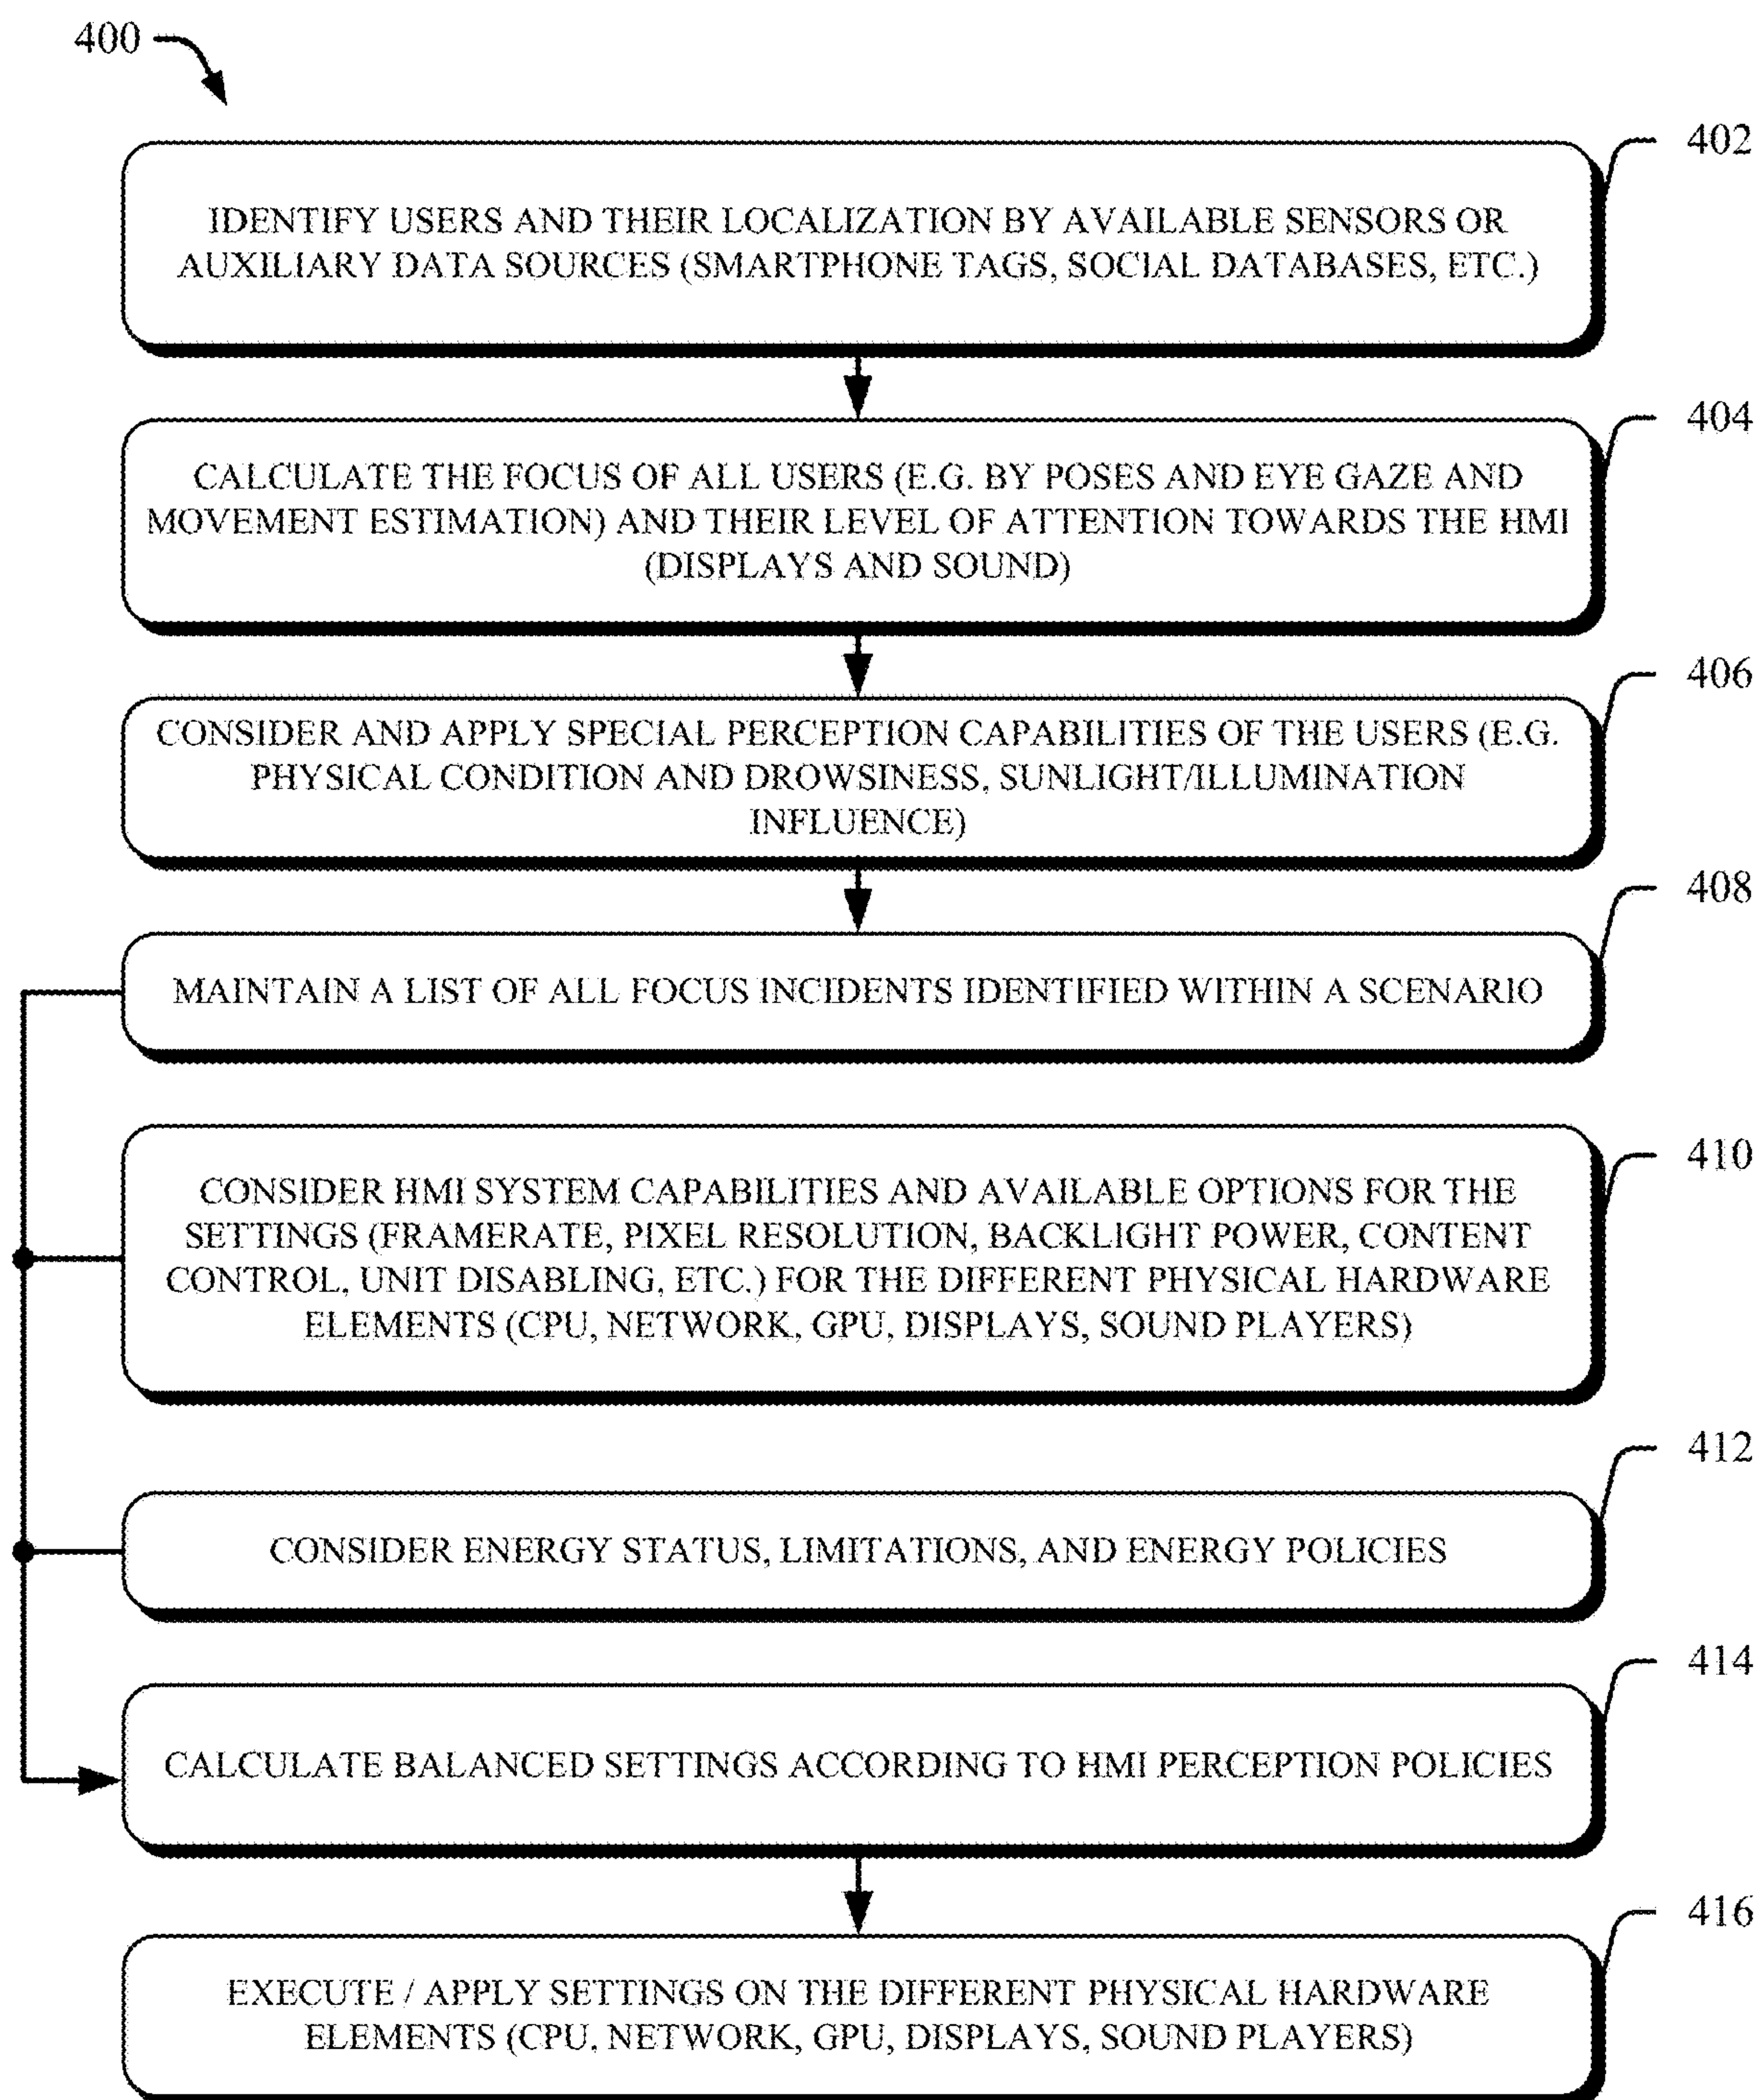 400
402
IDENTIFY USERS AND THEIR LOCALIZATION BY AVAILABLE SENSORS OR
AUXILIARY DATA SOURCES (SMARTPHONE TAGS, SOCIAL DATABASES, ETC.)
404
CALCULATE THE FOCUS OF ALL USERS (E.G. BY POSES AND EYE GAZE AND
MOVEMENT ESTIMATION) AND THEIR LEVEL OF ATTENTION TOWARDS THE HMI
(DISPLAYS AND SOUND)
406
CONSIDER AND APPLY SPECIAL PERCEPTION CAPABILITIES OF THE USERS (E.G.
PHYSICAL CONDITION AND DROWSINESS, SUNLIGHT/ILLUMINATION
INFLUENCE)
408
MAINTAIN A LIST OF ALL FOCUS INCIDENTS IDENTIFIED WITHIN A SCENARIO
410
CONSIDER HMI SYSTEM CAPABILITIES AND AVAILABLE OPTIONS FOR THE
SETTINGS (FRAMERATE, PIXEL RESOLUTION, BACKLIGHT POWER, CONTENT
CONTROL, UNIT DISABLING, ETC.) FOR THE DIFFERENT PHYSICAL HARDWARE
ELEMENTS (CPU, NETWORK, GPU, DISPLAYS, SOUND PLAYERS)
412
CONSIDER ENERGY STATUS, LIMITATIONS, AND ENERGY POLICIES
414
CALCULATE BALANCED SETTINGS ACCORDING TO HMI PERCEPTION POLICIES
416
EXECUTE / APPLY SETTINGS ON THE DIFFERENT PHYSICAL HARDWARE
ELEMENTS (CPU, NETWORK, GPU, DISPLAYS, SOUND PLAYERS)